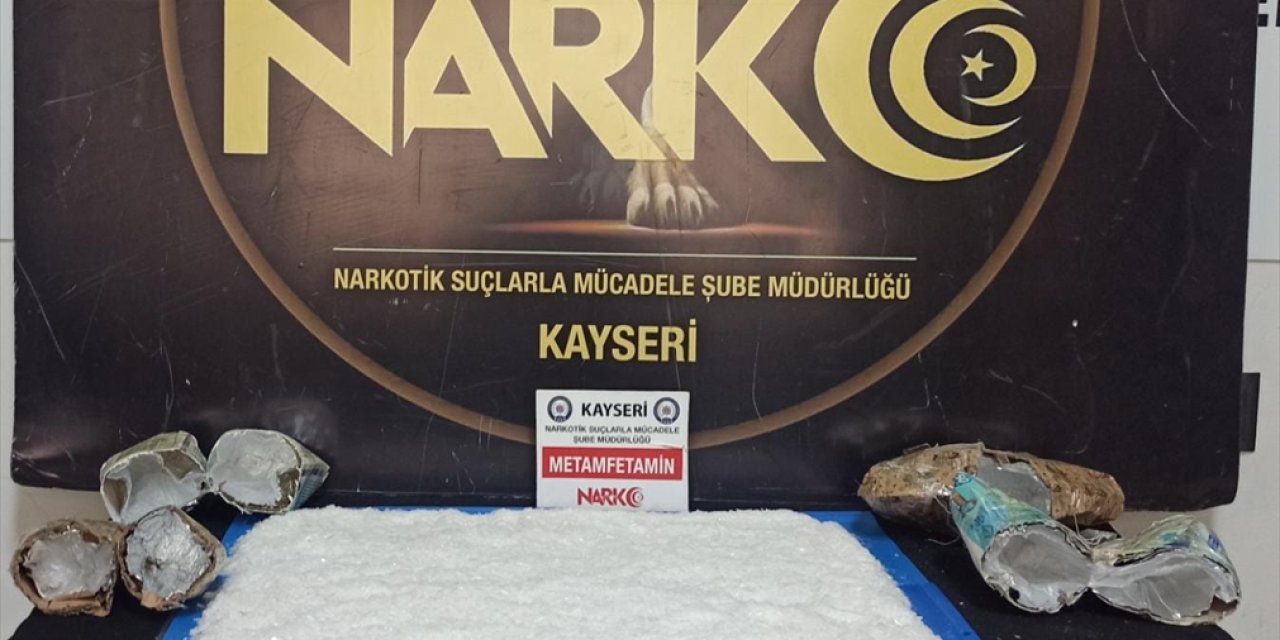 NARKO
NARKOTİK SUÇLARLA MÜCADELE ŞUBE MÜDÜRLÜĞÜ
KAYSERİ
KAYSERİ
NARKOTİK SUÇLARLA MÜCADELE
ŞUBE MÜDÜRLÜĞÜ
METAMFETAMİN
NARKO